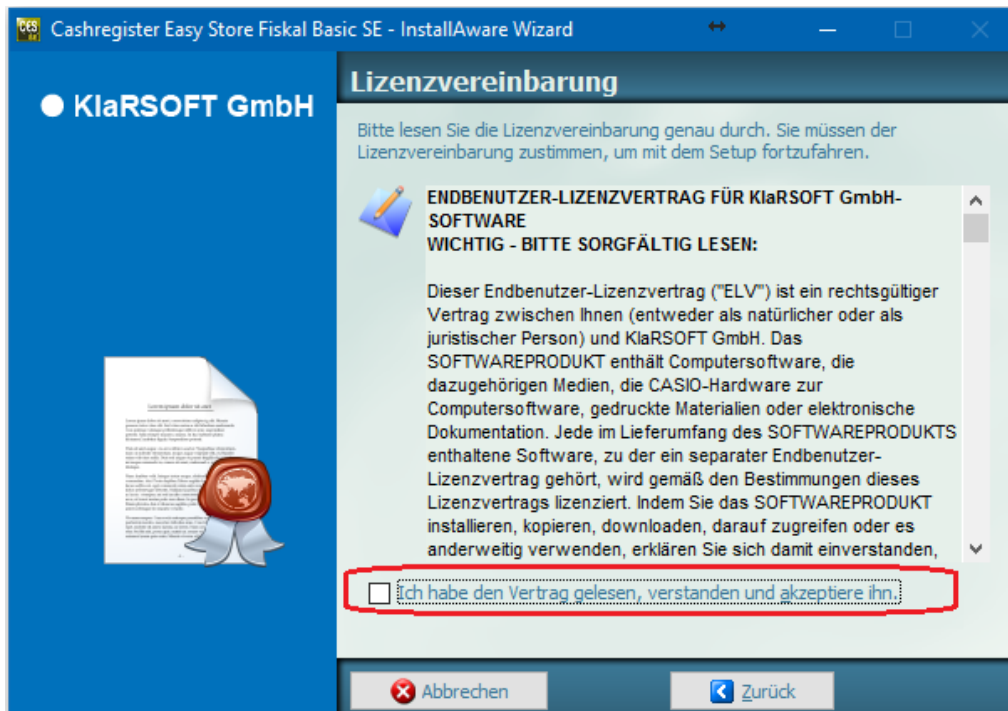 CES
Cashregister Easy Store Fiskal Basic SE - InstallAware Wizard
KlaRSOFT GmbH
Lizenzvereinbarung
Bitte lesen Sie die Lizenzvereinbarung genau durch. Sie müssen der
Lizenzvereinbarung zustimmen, um mit dem Setup fortzufahren.
ENDBENUTZER-LIZENZVERTRAG FÜR KlaRSOFT GmbH-
SOFTWARE
WICHTIG - BITTE SORGFÄLTIG LESEN:
Dieser Endbenutzer-Lizenzvertrag ("ELV") ist ein rechtsgültiger
Vertrag zwischen Ihnen (entweder als natürlicher oder als
juristischer Person) und KlaRSOFT GmbH. Das
SOFTWAREPRODUKT enthält Computersoftware, die
dazugehörigen Medien, die CASIO-Hardware zur
Computersoftware, gedruckte Materialien oder elektronische
Dokumentation. Jede im Lieferumfang des SOFTWAREPRODUKTS
enthaltene Software, zu der ein separater Endbenutzer-
Lizenzvertrag gehört, wird gemäß den Bestimmungen dieses
Lizenzvertrags lizenziert. Indem Sie das SOFTWAREPRODUKT
installieren, kopieren, downloaden, darauf zugreifen oder es
anderweitig verwenden, erklären Sie sich damit einverstanden,
Ich habe den Vertrag gelesen, verstanden und akzeptiere ihn.
Abbrechen
Zurück